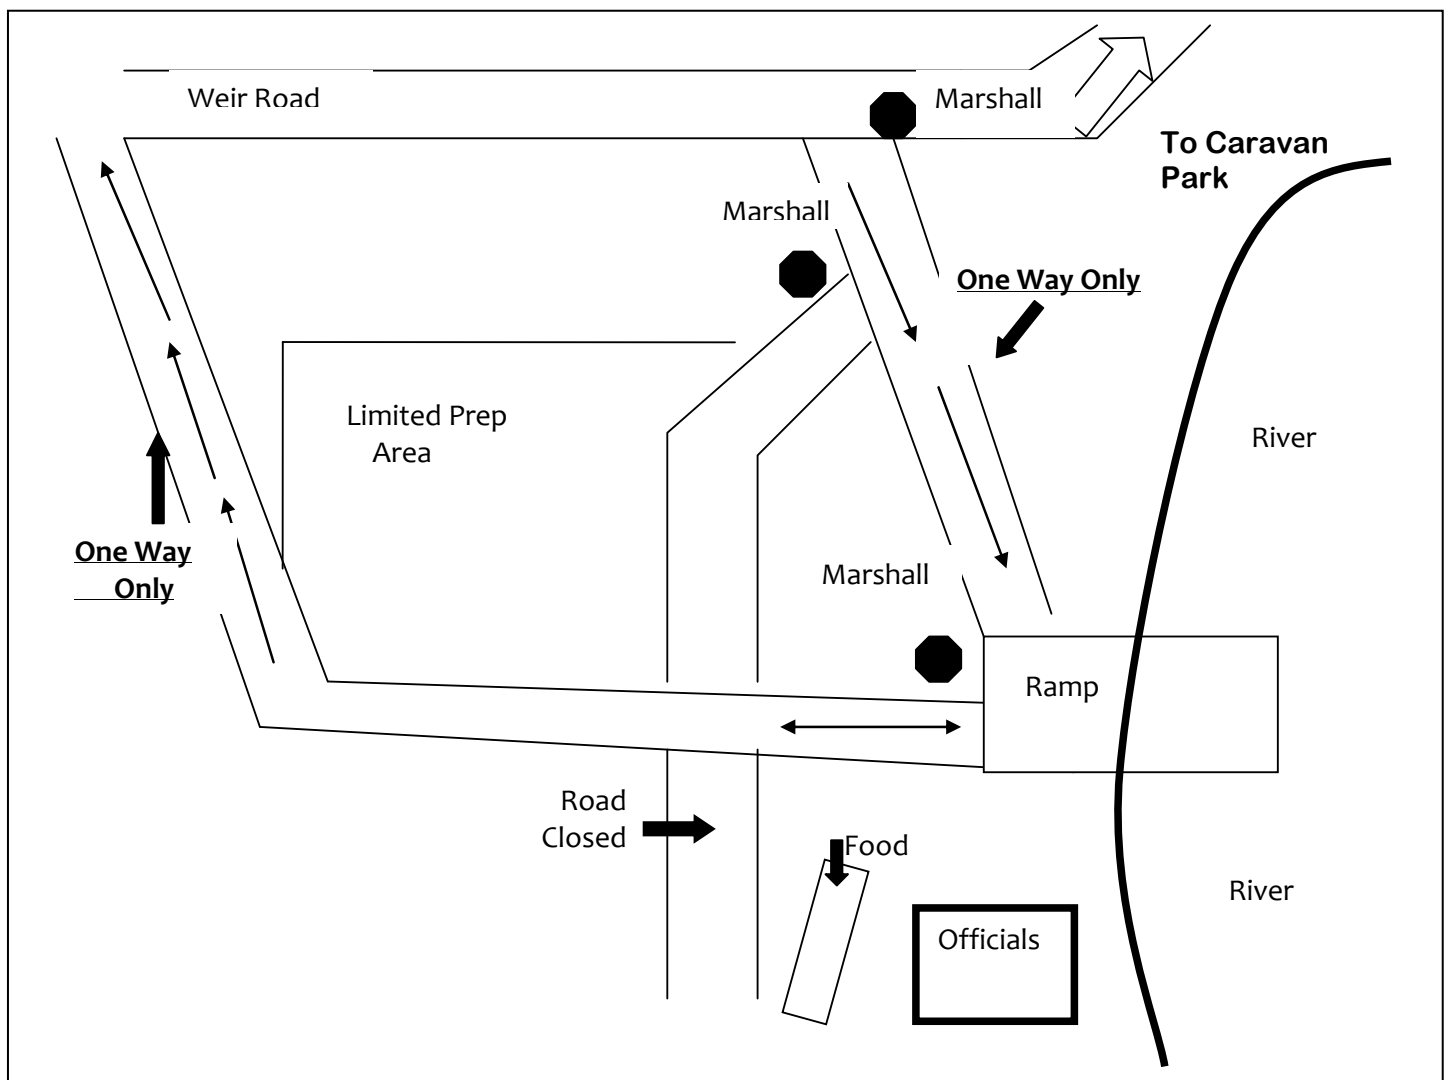 Weir Road
Marshall
To Caravan
Park
Marshall
One Way Only
Limited Prep
Area
River
One Way
Only
Marshall
Ramp
Road
Closed
Food
River
Officials